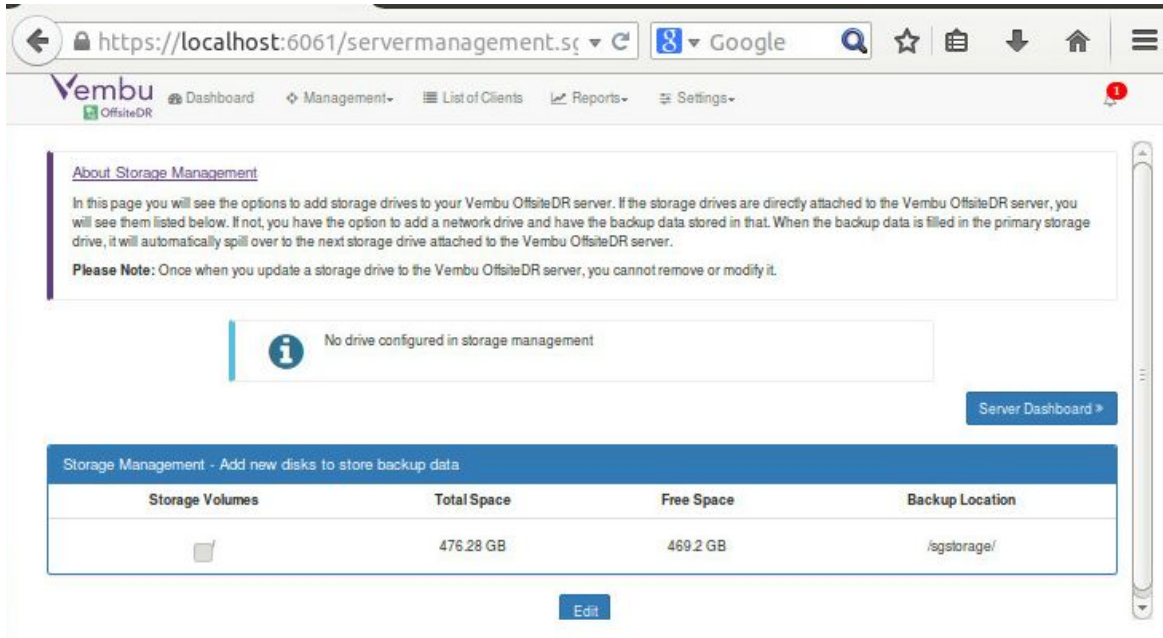 https://localhost:6061/servermanagement.sg
8 Google
Vembu
OffsiteDR
Dashboard Management List of Clients Reports Settings
1
About Storage Management
In this page you will see the options to add storage drives to your Vembu OffsiteDR server. If the storage drives are directly attached to the Vembu OffsiteDR server, you
will see them listed below. If not, you have the option to add a network drive and have the backup data stored in that. When the backup data is filled in the primary storage
drive, it will automatically spill over to the next storage drive attached to the Vembu OffsiteDR server.
Please Note: Once when you update a storage drive to the Vembu OffsiteDR server, you cannot remove or modify it.
No drive configured in storage management
Server Dashboard »
Storage Management - Add new disks to store backup data
Storage Volumes Total Space Free Space Backup Location
/ 476.28 GB 469.2 GB /sgstorage/
Edit